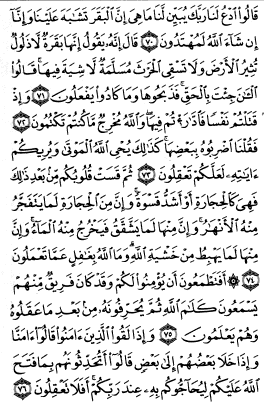 قَالُوا۟ ٱدْعُ لَنَا رَبَّكَ يُبَيِّن لَّنَا مَا هِىَ إِنَّ ٱلْبَقَرَ تَشَـٰبَهَ عَلَيْنَا وَإِنَّآ
إِن شَآءَ ٱللَّهُ لَمُهْتَدُونَ ٧٠ قَالَ إِنَّهُۥ يَقُولُ إِنَّهَا بَقَرَةٌ لَّا ذَلُولٌ
تُثِيرُ ٱلْأَرْضَ وَلَا تَسْقِى ٱلْحَرْثَ مُسَلَّمَةٌ لَّا شِيَةَ فِيهَا ۚ قَالُوا۟
ٱلْـَٔـٰنَ جِئْتَ بِٱلْحَقِّ ۚ فَذَبَحُوهَا وَمَا كَادُوا۟ يَفْعَلُونَ ٧١ وَإِذْ
قَتَلْتُمْ نَفْسًا فَٱدَّٰرَْٰٔتُمْ فِيهَا ۖ وَٱللَّهُ مُخْرِجٌ مَّا كُنتُمْ تَكْتُمُونَ ٧٢
فَقُلْنَا ٱضْرِبُوهُ بِبَعْضِهَا ۚ كَذَٰلِكَ يُحْىِ ٱللَّهُ ٱلْمَوْتَىٰ وَيُرِيكُمْ
ءَايَـٰتِهِۦ لَعَلَّكُمْ تَعْقِلُونَ ٧٣ ثُمَّ قَسَتْ قُلُوبُكُم مِّنۢ بَعْدِ ذَٰلِكَ
فَهِىَ كَٱلْحِجَارَةِ أَوْ أَشَدُّ قَسْوَةً ۚ وَإِنَّ مِنَ ٱلْحِجَارَةِ لَمَا يَتَفَجَّرُ
مِنْهُ ٱلْأَنْهَـٰرُ ۚ وَإِنَّ مِنْهَا لَمَا يَشَّقَّقُ فَيَخْرُجُ مِنْهُ ٱلْمَآءُ ۚ وَإِنَّ
مِنْهَا لَمَا يَهْبِطُ مِنْ خَشْيَةِ ٱللَّهِ ۗ وَمَا ٱللَّهُ بِغَـٰفِلٍ عَمَّا تَعْمَلُونَ
٧٤ ۞ أَفَتَطْمَعُونَ أَن يُؤْمِنُوا۟ لَكُمْ وَقَدْ كَانَ فَرِيقٌ مِّنْهُمْ
يَسْمَعُونَ كَلَـٰمَ ٱللَّهِ ثُمَّ يُحَرِّفُونَهُۥ مِنۢ بَعْدِ مَا عَقَلُوهُ
وَهُمْ يَعْلَمُونَ ٧٥ وَإِذَا لَقُوا۟ ٱلَّذِينَ ءَامَنُوا۟ قَالُوٓا۟ ءَامَنَّا
وَإِذَا خَلَا بَعْضُهُمْ إِلَىٰ بَعْضٍ قَالُوٓا۟ أَتُحَدِّثُونَهُم بِمَا فَتَحَ
ٱللَّهُ عَلَيْكُمْ لِيُحَآجُّوكُم بِهِۦ عِندَ رَبِّكُمْ ۚ أَفَلَا تَعْقِلُونَ ٧٦